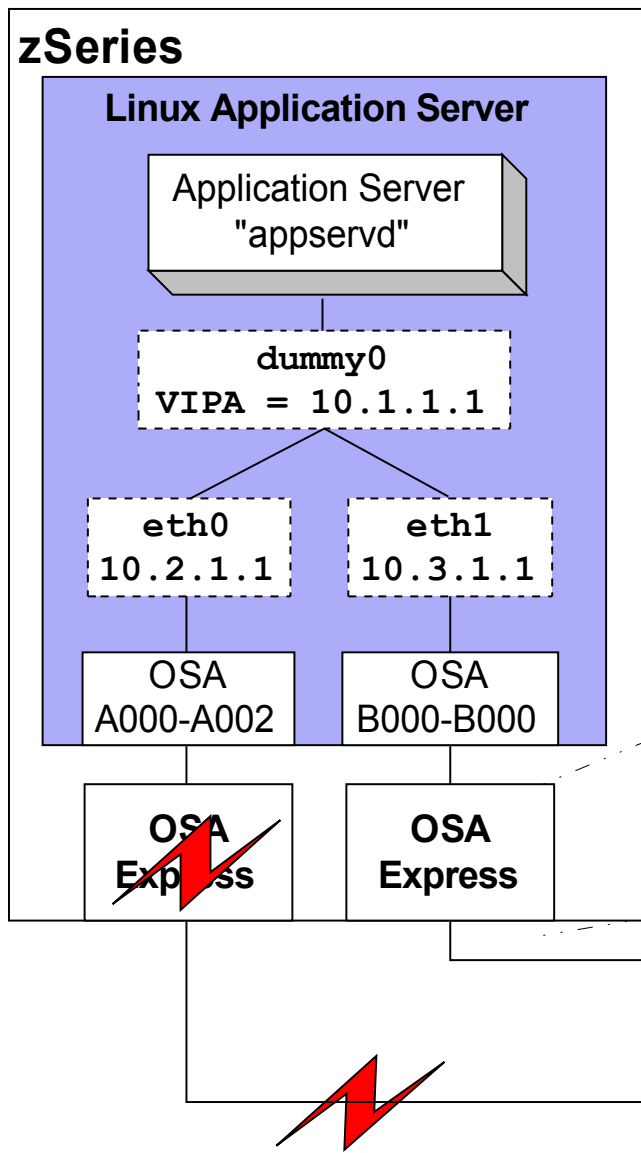 zSeries
Linux Application Server
Application Server
"appservd"
dummy0
VIPA = 10.1.1.1
eth0
10.2.1.1
eth1
10.3.1.1
OSA
A000-A002
OSA
B000-B000
OSA
Express
OSA
Express